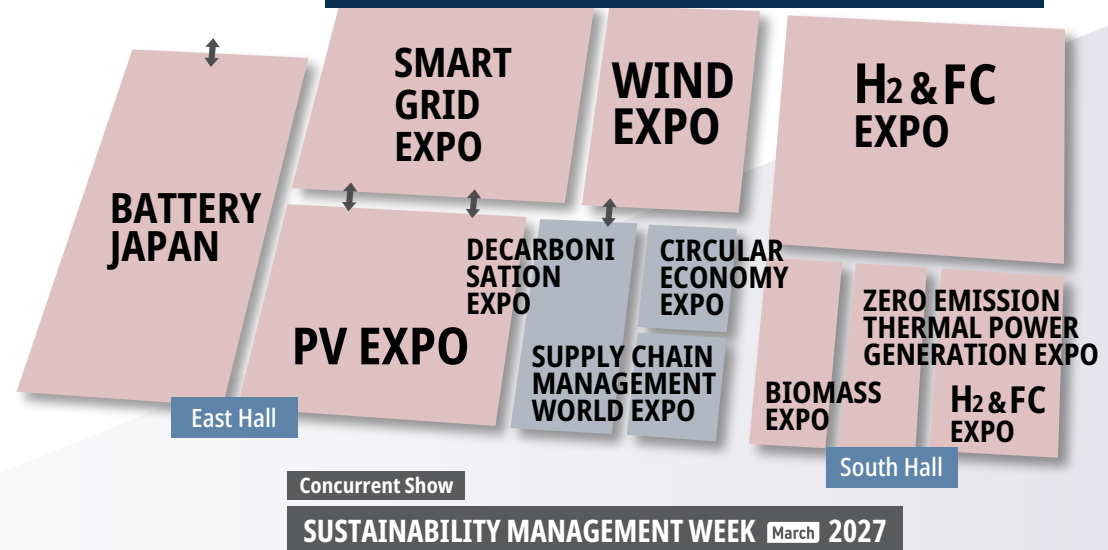 SMART
GRID
EXPO
WIND
EXPO
H2 & FC
EXPO
BATTERY
JAPAN
DECARBONI
SATION
EXPO
CIRCULAR
ECONOMY
EXPO
PV EXPO
SUPPLY CHAIN
MANAGEMENT
WORLD EXPO
ZERO EMISSION
THERMAL POWER
GENERATION EXPO
BIOMASS
EXPO
H2 & FC
EXPO
East Hall
South Hall
Concurrent Show
SUSTAINABILITY MANAGEMENT WEEK March 2027